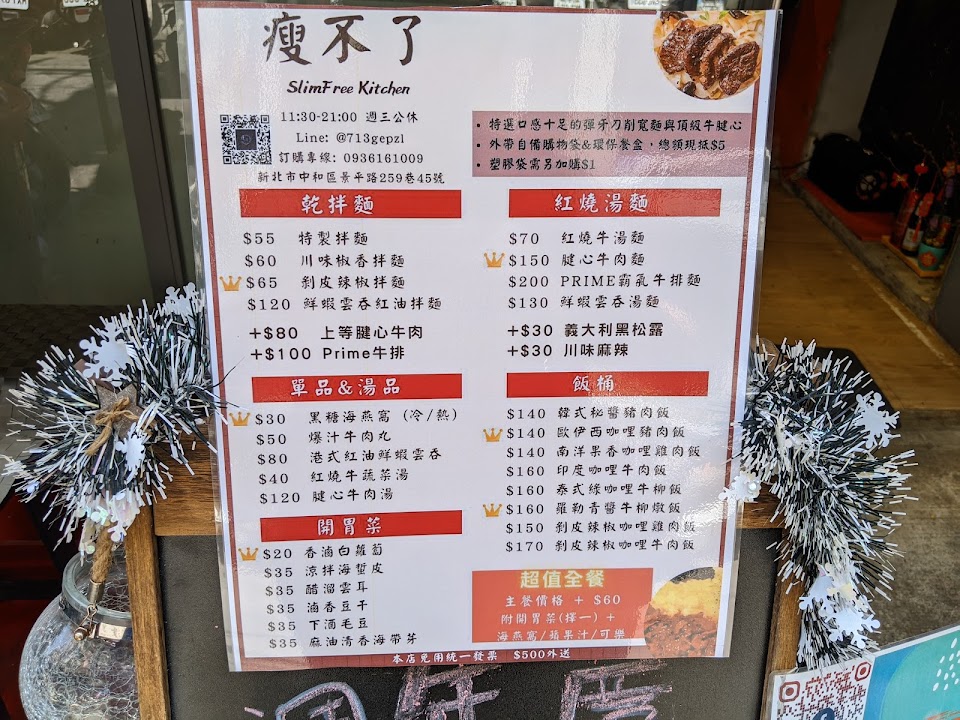 瘦不了
SlimFree Kitchen
11:30-21:00 週三公休
Line: @713gepzl
訂購專線: 0936161009
新北市中和區景平路259巷45號
• 特選口感十足的彈牙刀削寬麵與頂級牛腱心
• 外帶自備購物袋&環保餐盒，總額現抵$5
• 塑膠袋需另加購$1
乾拌麵
$55 特製拌麵
$60 川味椒香拌麵
$65 剝皮辣椒拌麵
$120 鮮蝦雲吞紅油拌麵
+$80 上等腱心牛肉
+$100 Prime牛排
紅燒湯麵
$70 紅燒牛湯麵
$150 腱心牛肉麵
$200 PRIME霸氣牛排麵
$130 鮮蝦雲吞湯麵
+$30 義大利黑松露
+$30 川味麻辣
單品&湯品
$30 黑糖海燕窩 (冷/熱)
$50 爆汁牛肉丸
$80 港式紅油鮮蝦雲吞
$40 紅燒牛蔬菜湯
$120 腱心牛肉湯
飯桶
$140 韓式秘醬豬肉飯
$140 歐伊西咖哩豬肉飯
$140 南洋果香咖哩雞肉飯
$160 印度咖哩牛肉飯
$160 泰式綠咖哩牛柳飯
$160 羅勒青醬牛柳燉飯
$150 剝皮辣椒咖哩雞肉飯
$170 剝皮辣椒咖哩牛肉飯
開胃菜
$20 香滷白蘿蔔
$35 涼拌海蜇皮
$35 醋溜雲耳
$35 滷香豆干
$35 下酒毛豆
$35 麻油清香海帶芽
超值全餐
主餐價格 + $60
附開胃菜(擇一) +
海燕窩/蘋果汁/可樂
本店免用統一發票 $500外送